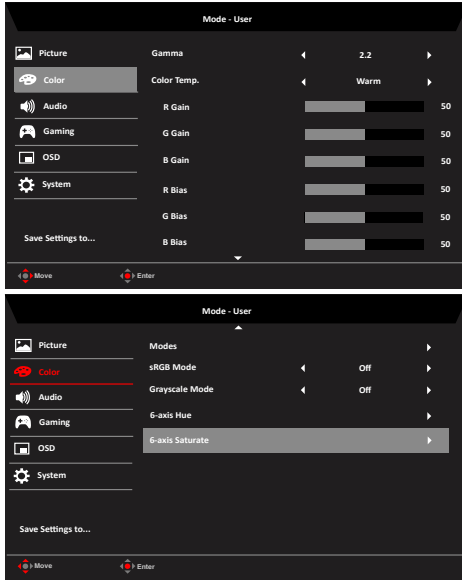 Mode - User
Picture Gamma 2.2
Color Color Temp. Warm
Audio R Gain 50
Gaming G Gain 50
OSD B Gain 50
System R Bias 50
G Bias 50
Save Settings to... B Bias 50
Move Enter
Mode - User
Picture Modes
Color sRGB Mode Off
Audio Grayscale Mode Off
Gaming 6-axis Hue
OSD 6-axis Saturate
System
Save Settings to...
Move Enter